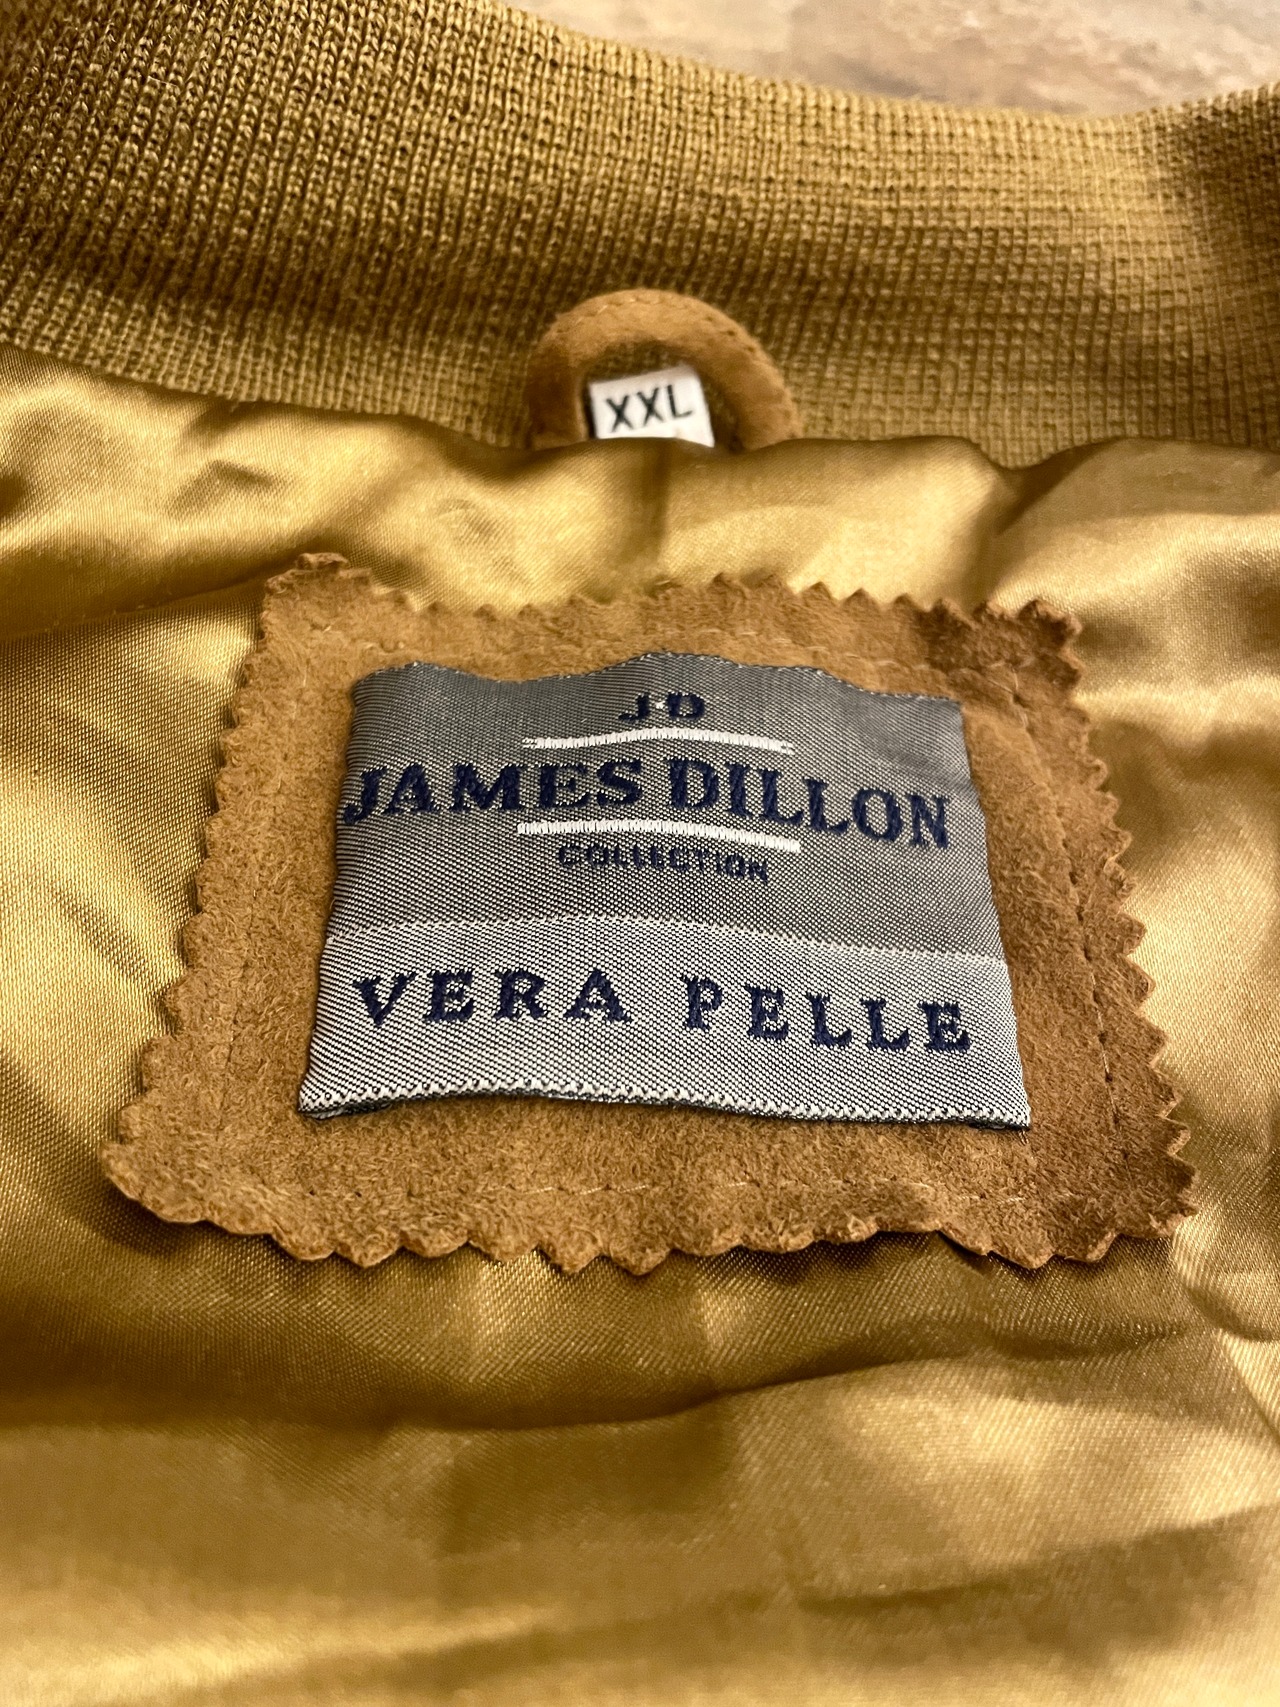 XXL
JD
JAMES DILLON
COLLECTION
VERA PELLE